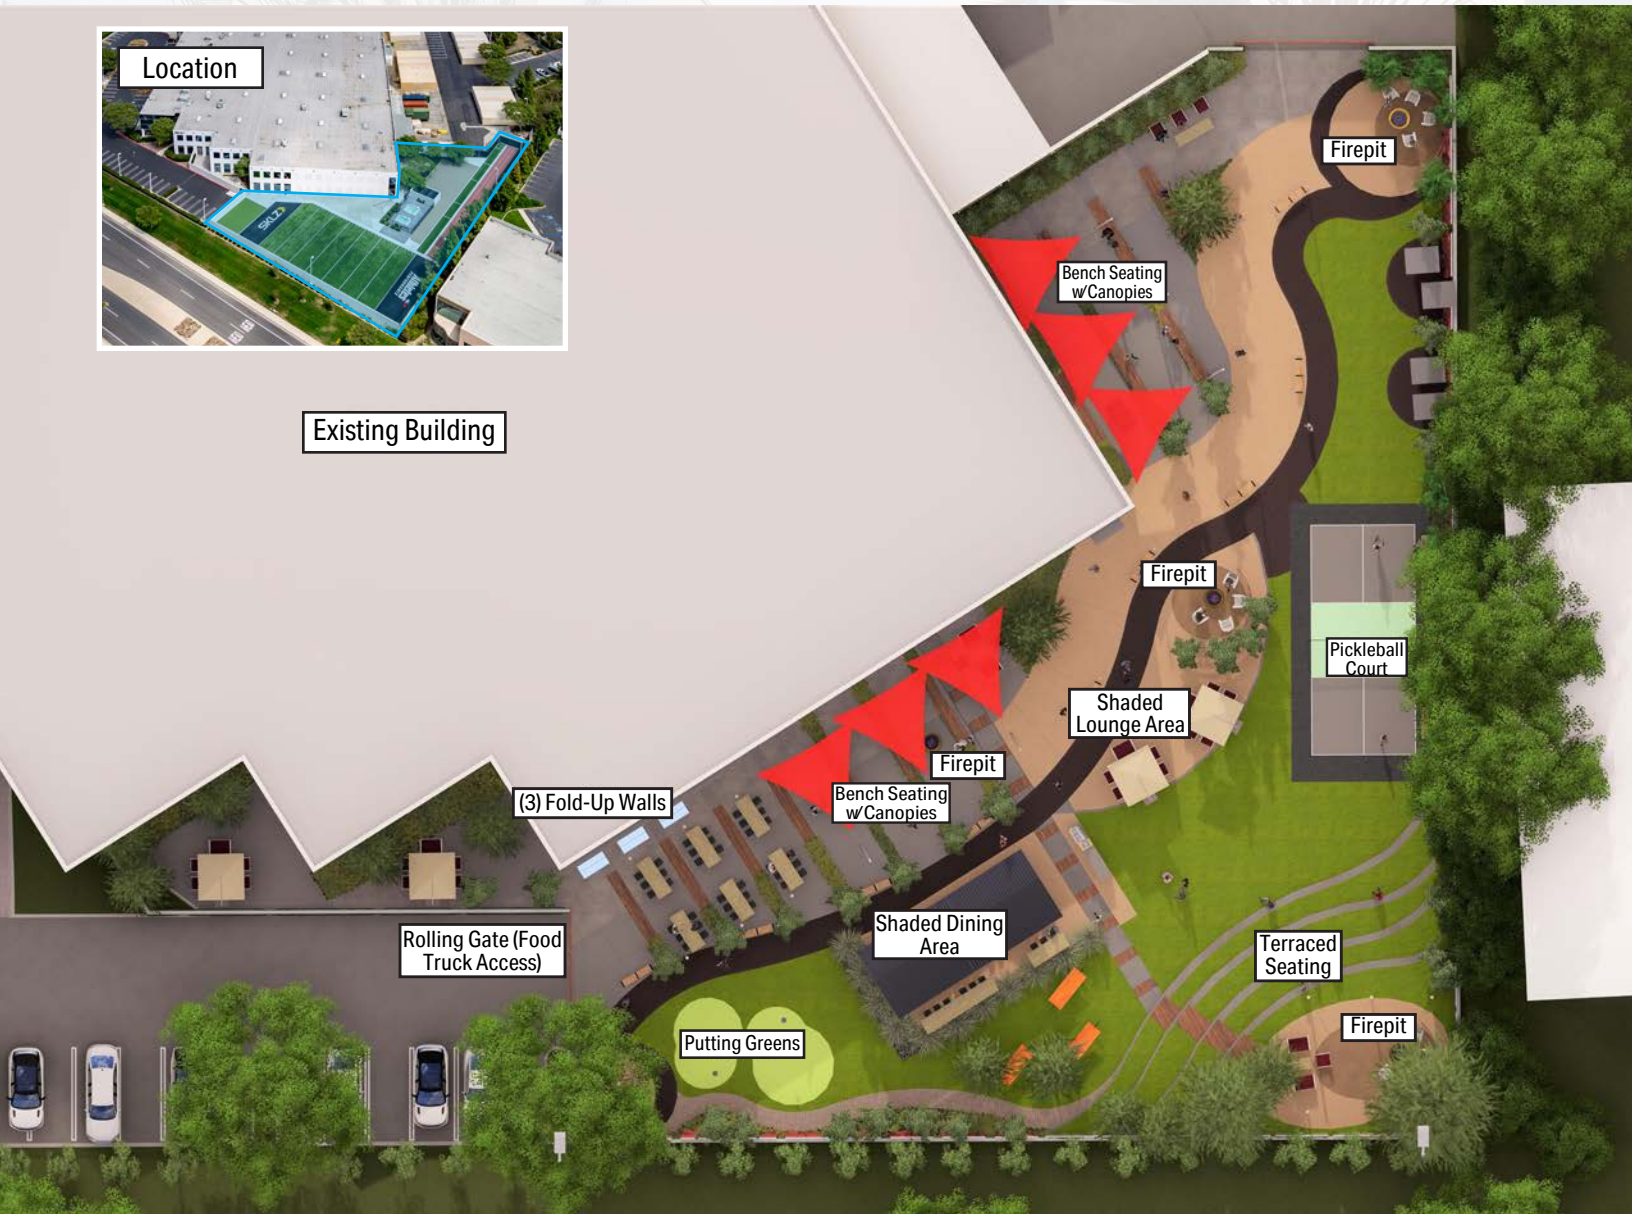 Location
SKLZ
Existing Building
Firepit
Bench Seating
w/Canopies
Firepit
Pickleball
Court
Shaded
Lounge Area
Firepit
(3) Fold-Up Walls
Bench Seating
w/Canopies
Rolling Gate (Food
Truck Access)
Shaded Dining
Area
Terraced
Seating
Putting Greens
Firepit